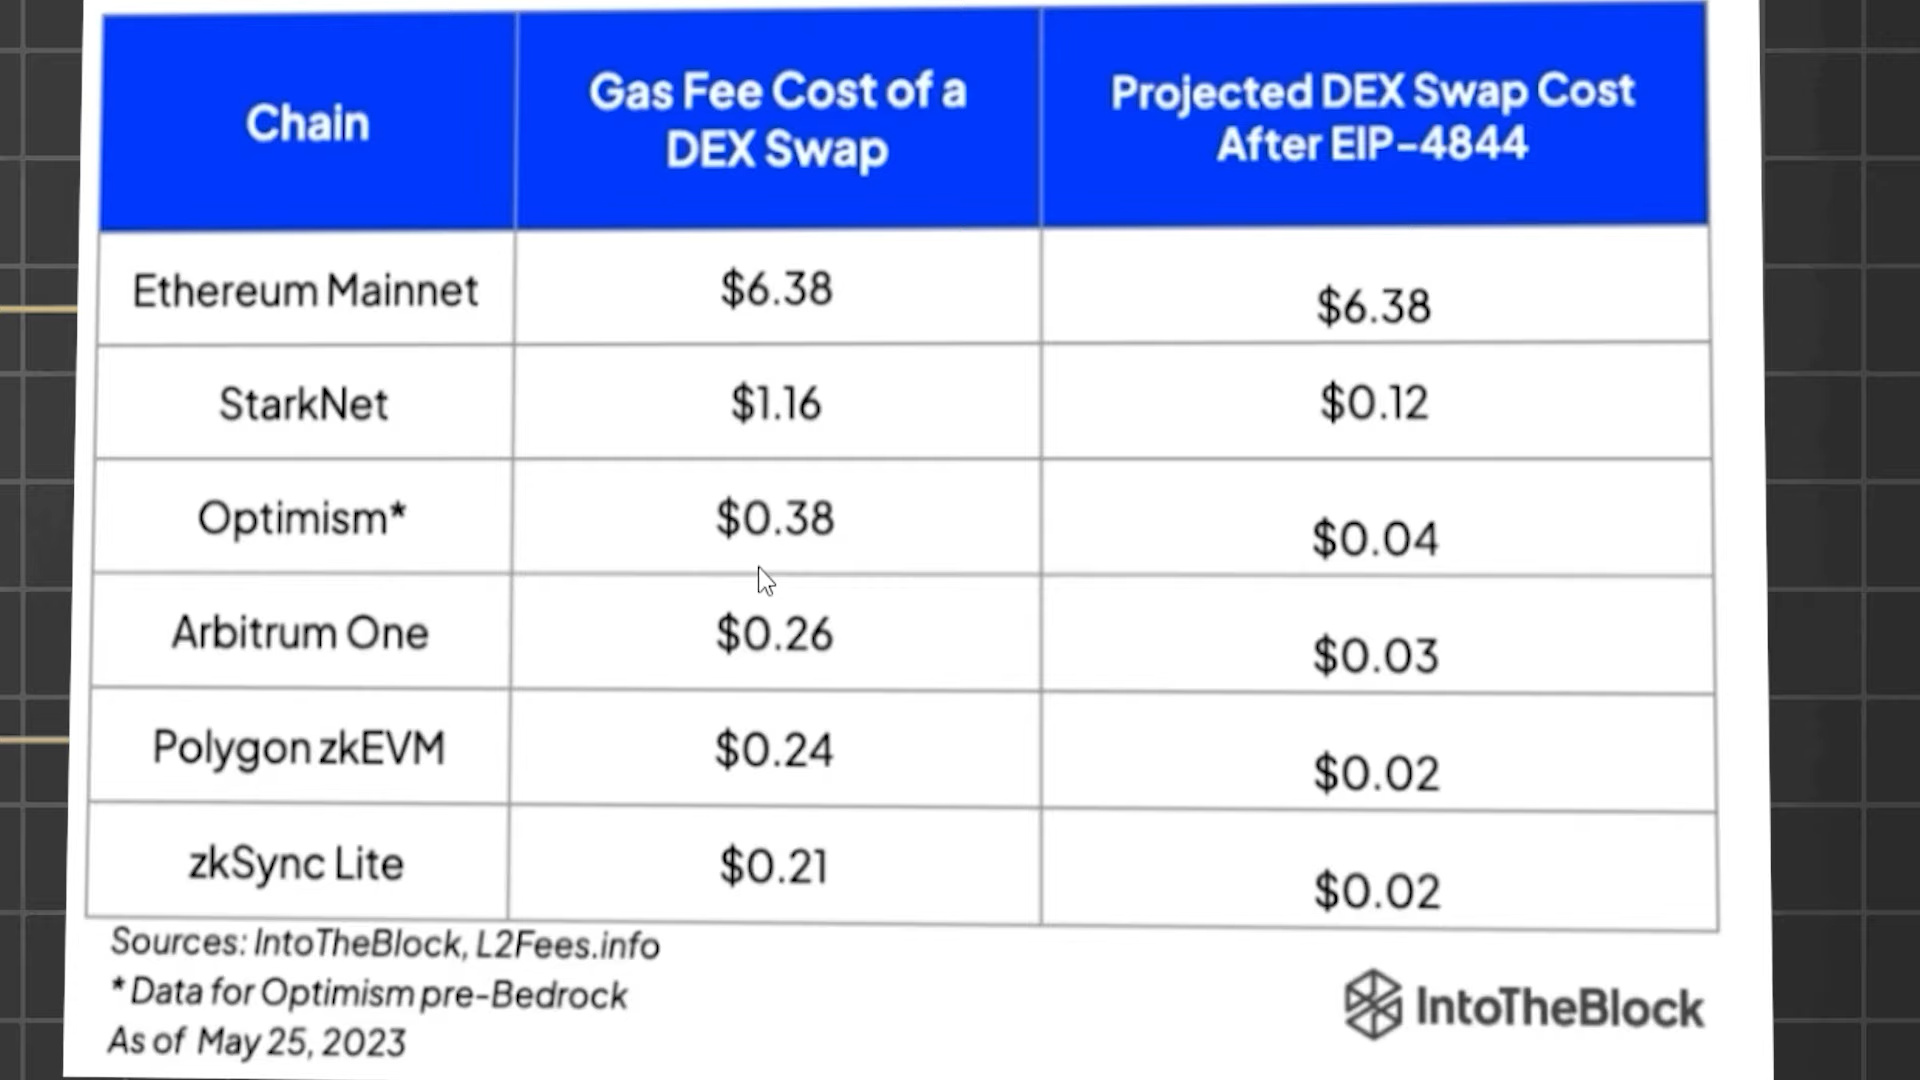 Chain
Gas Fee Cost of a
DEX Swap
Projected DEX Swap Cost
After EIP-4844
Ethereum Mainnet
$6.38
$6.38
StarkNet
$1.16
$0.12
Optimism*
$0.38
$0.04
Arbitrum One
$0.26
$0.03
Polygon zkEVM
$0.24
$0.02
zkSync Lite
$0.21
$0.02
Sources: IntoTheBlock, L2Fees.info
* Data for Optimism pre-Bedrock
As of May 25, 2023
IntoTheBlock